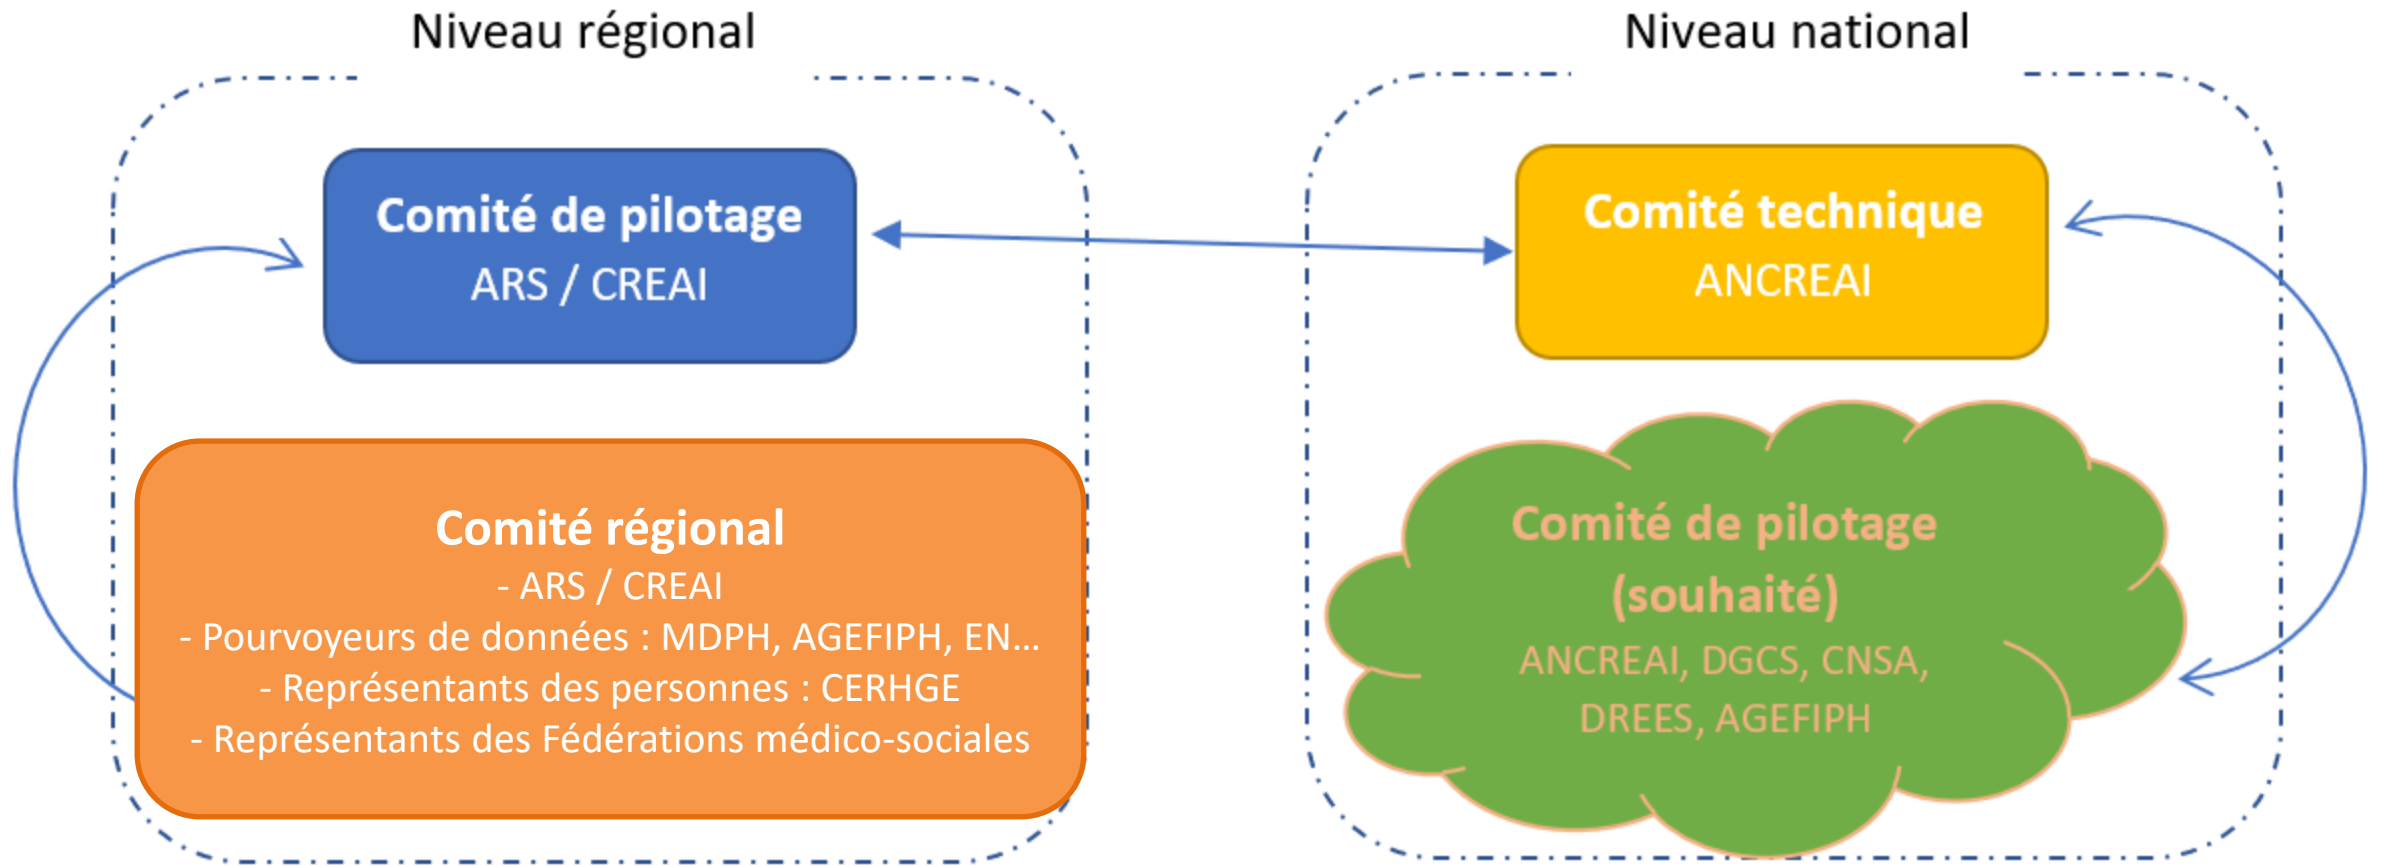 Niveau régional
Comité de pilotage
ARS / CREAI
Comité régional
- ARS / CREAI
- Pourvoyeurs de données : MDPH, AGEFIPH, EN...
- Représentants des personnes : CERHGE
- Représentants des Fédérations médico-sociales
Niveau national
Comité technique
ANCREAI
Comité de pilotage
(souhaité)
ANCREAI, DGCS, CNSA,
DREES, AGEFIPH